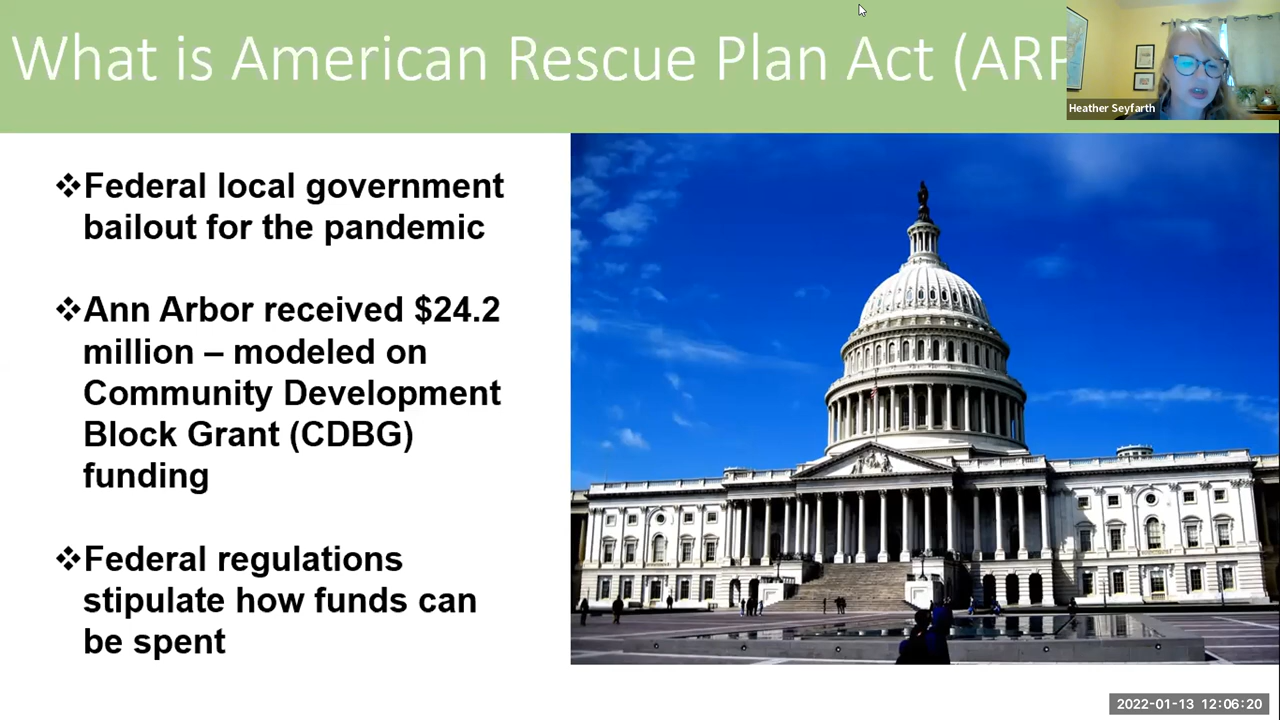 What is American Rescue Plan Act (ARP
Heather Seyfarth
❖Federal local government
bailout for the pandemic
❖Ann Arbor received $24.2
million – modeled on
Community Development
Block Grant (CDBG)
funding
❖Federal regulations
stipulate how funds can
be spent
2022-01-13 12:06:20